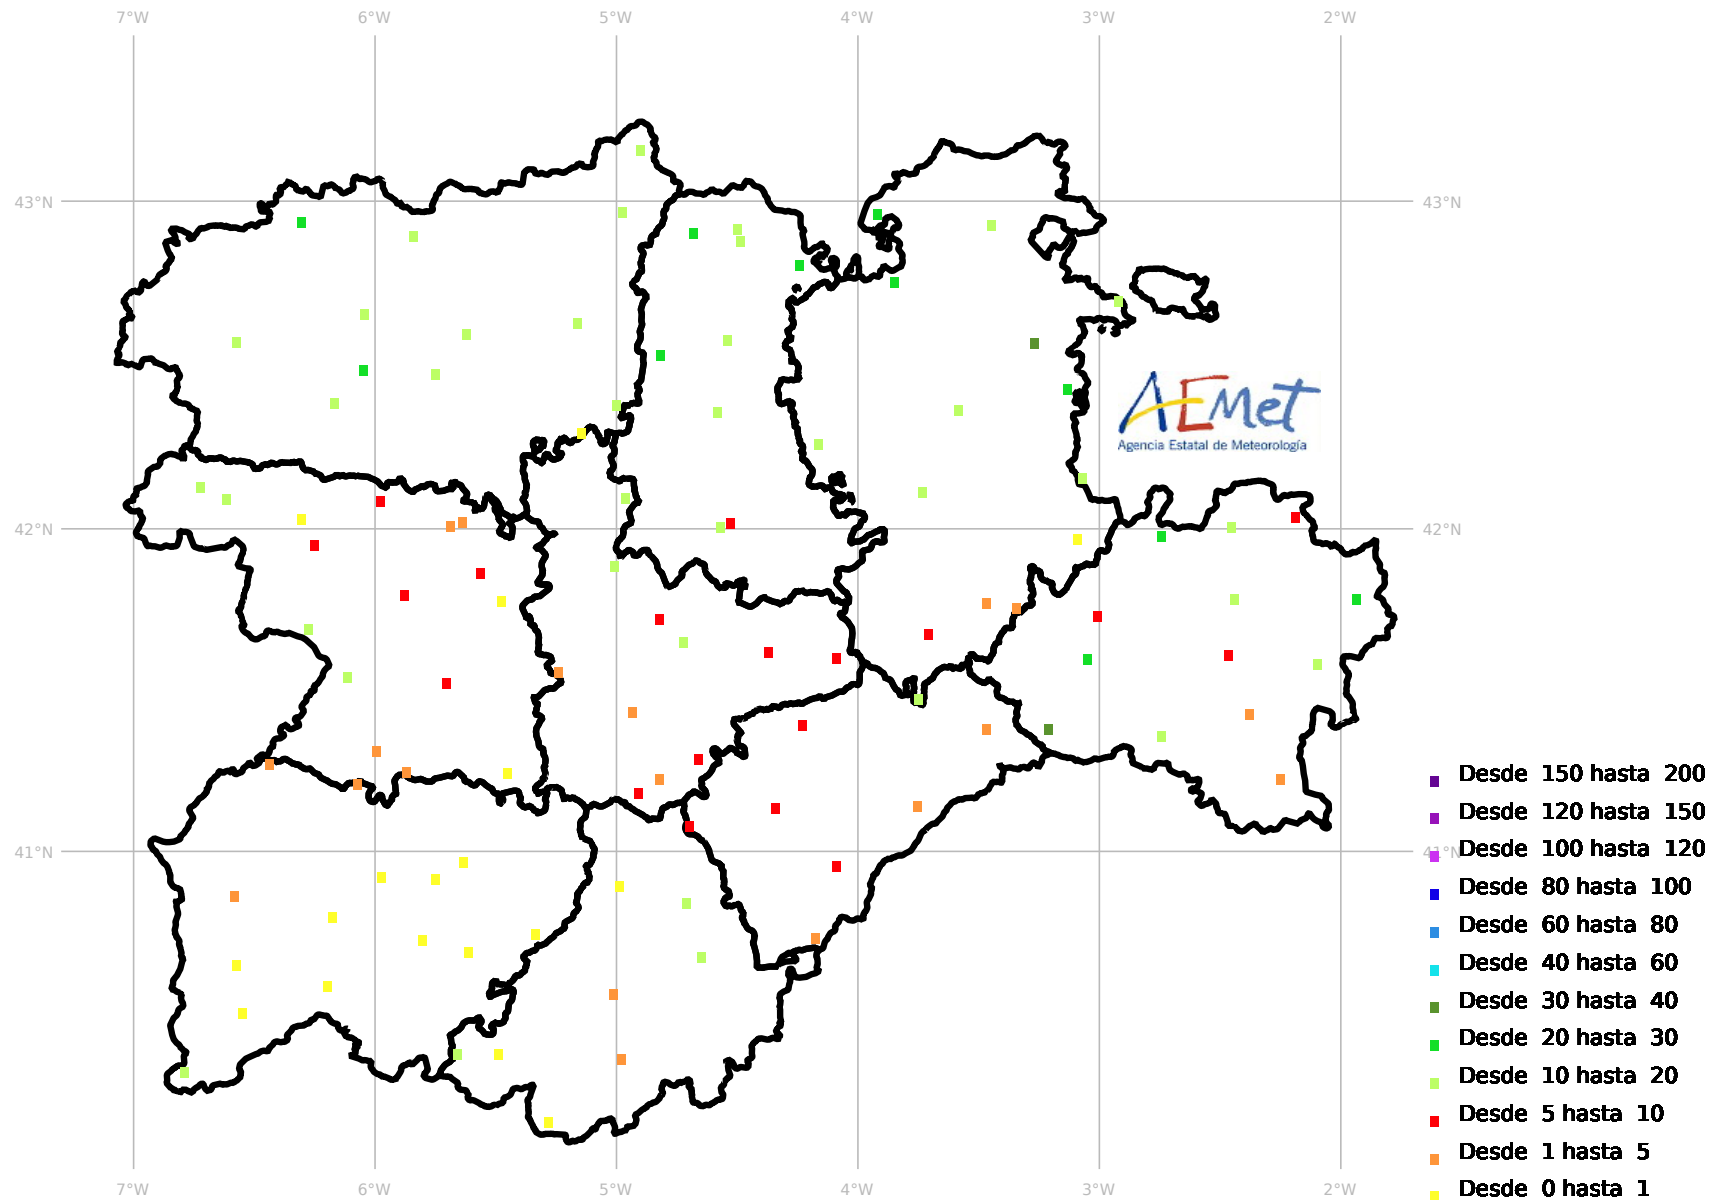 7°W 6°W 5°W 4°W 3°W 2°W
43°N 43°N
AEMet
Agencia Estatal de Meteorología
42°N 42°N
Desde 150 hasta 200
Desde 120 hasta 150
41°N 41°N
Desde 100 hasta 120
Desde 80 hasta 100
Desde 60 hasta 80
Desde 40 hasta 60
Desde 30 hasta 40
Desde 20 hasta 30
Desde 10 hasta 20
Desde 5 hasta 10
Desde 1 hasta 5
Desde 0 hasta 1
7°W 6°W 5°W 4°W 3°W 2°W